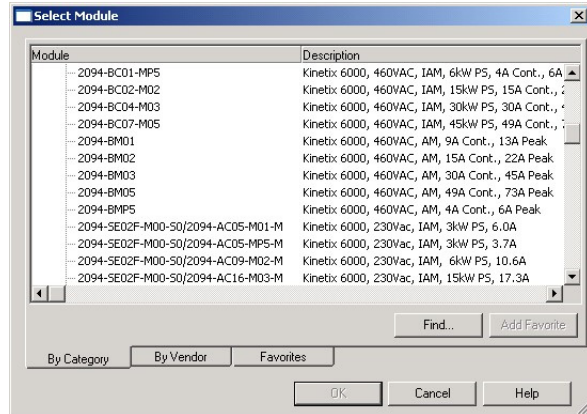 Select Module
Module Description
2094-BC01-MP5 Kinetix 6000, 460VAC, IAM, 6kW PS, 4A Cont., 6A
2094-BC02-M02 Kinetix 6000, 460VAC, IAM, 15kW PS, 15A Cont., 2
2094-BC04-M03 Kinetix 6000, 460VAC, IAM, 30kW PS, 30A Cont.,
2094-BC07-M05 Kinetix 6000, 460VAC, IAM, 45kW PS, 49A Cont.,
2094-BM01 Kinetix 6000, 460VAC, AM, 9A Cont., 13A Peak
2094-BM02 Kinetix 6000, 460VAC, AM, 15A Cont., 22A Peak
2094-BM03 Kinetix 6000, 460VAC, AM, 30A Cont., 45A Peak
2094-BM05 Kinetix 6000, 460VAC, AM, 49A Cont., 73A Peak
2094-BMP5 Kinetix 6000, 460VAC, AM, 4A Cont., 6A Peak
2094-SE02F-M00-S0/2094-AC05-M01-M Kinetix 6000, 230Vac, IAM, 3kW PS, 6.0A
2094-SE02F-M00-S0/2094-AC05-MP5-M Kinetix 6000, 230Vac, IAM, 3kW PS, 3.7A
2094-SE02F-M00-S0/2094-AC09-M02-M Kinetix 6000, 230Vac, IAM, 6kW PS, 10.6A
2094-SE02F-M00-S0/2094-AC16-M03-M Kinetix 6000, 230Vac, IAM, 15kW PS, 17.3A
Find... Add Favorite
By Category By Vendor Favorites
OK Cancel Help